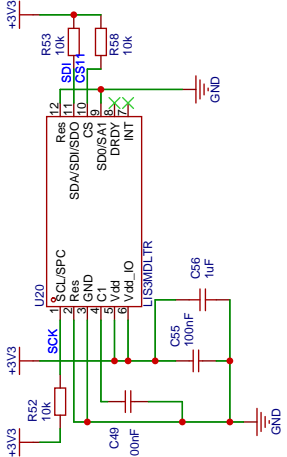 +3V3
R53
10k
R58
10k
SDI
CS11
GND
12
11
10
9
8
7
Res
SDA/SDI/SDO
CS
SD0/SA1
DRDY
INT
U20
LIS3MDLTR
SCL/SPC
Res
GND
C1
Vdd
Vdd_IO
1
2
3
4
5
6
SCK
+3V3
C56
1uF
C55
100nF
R52
10k
+3V3
C49
00nF
GND